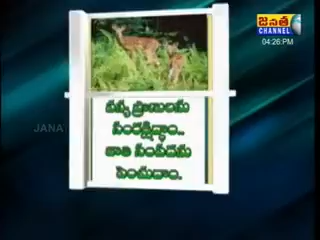 జనత
CHANNEL
04:26:PM
JANA
వన్య ప్రాణులను
సంరక్షిద్దాం..
జాతి సంపదను
పెంచుదాం.